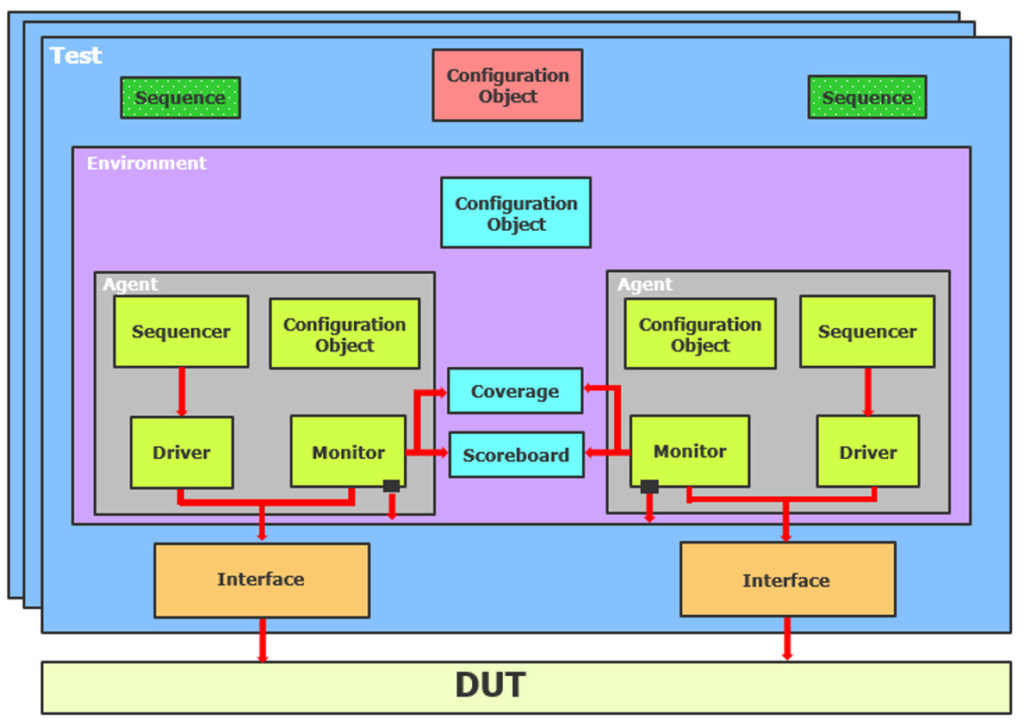 Test
Sequence
Configuration
Object
Sequence
Environment
Configuration
Object
Agent
Sequencer
Configuration
Object
Agent
Configuration
Object
Sequencer
Coverage
Driver
Monitor
Scoreboard
Monitor
Driver
Interface
Interface
DUT